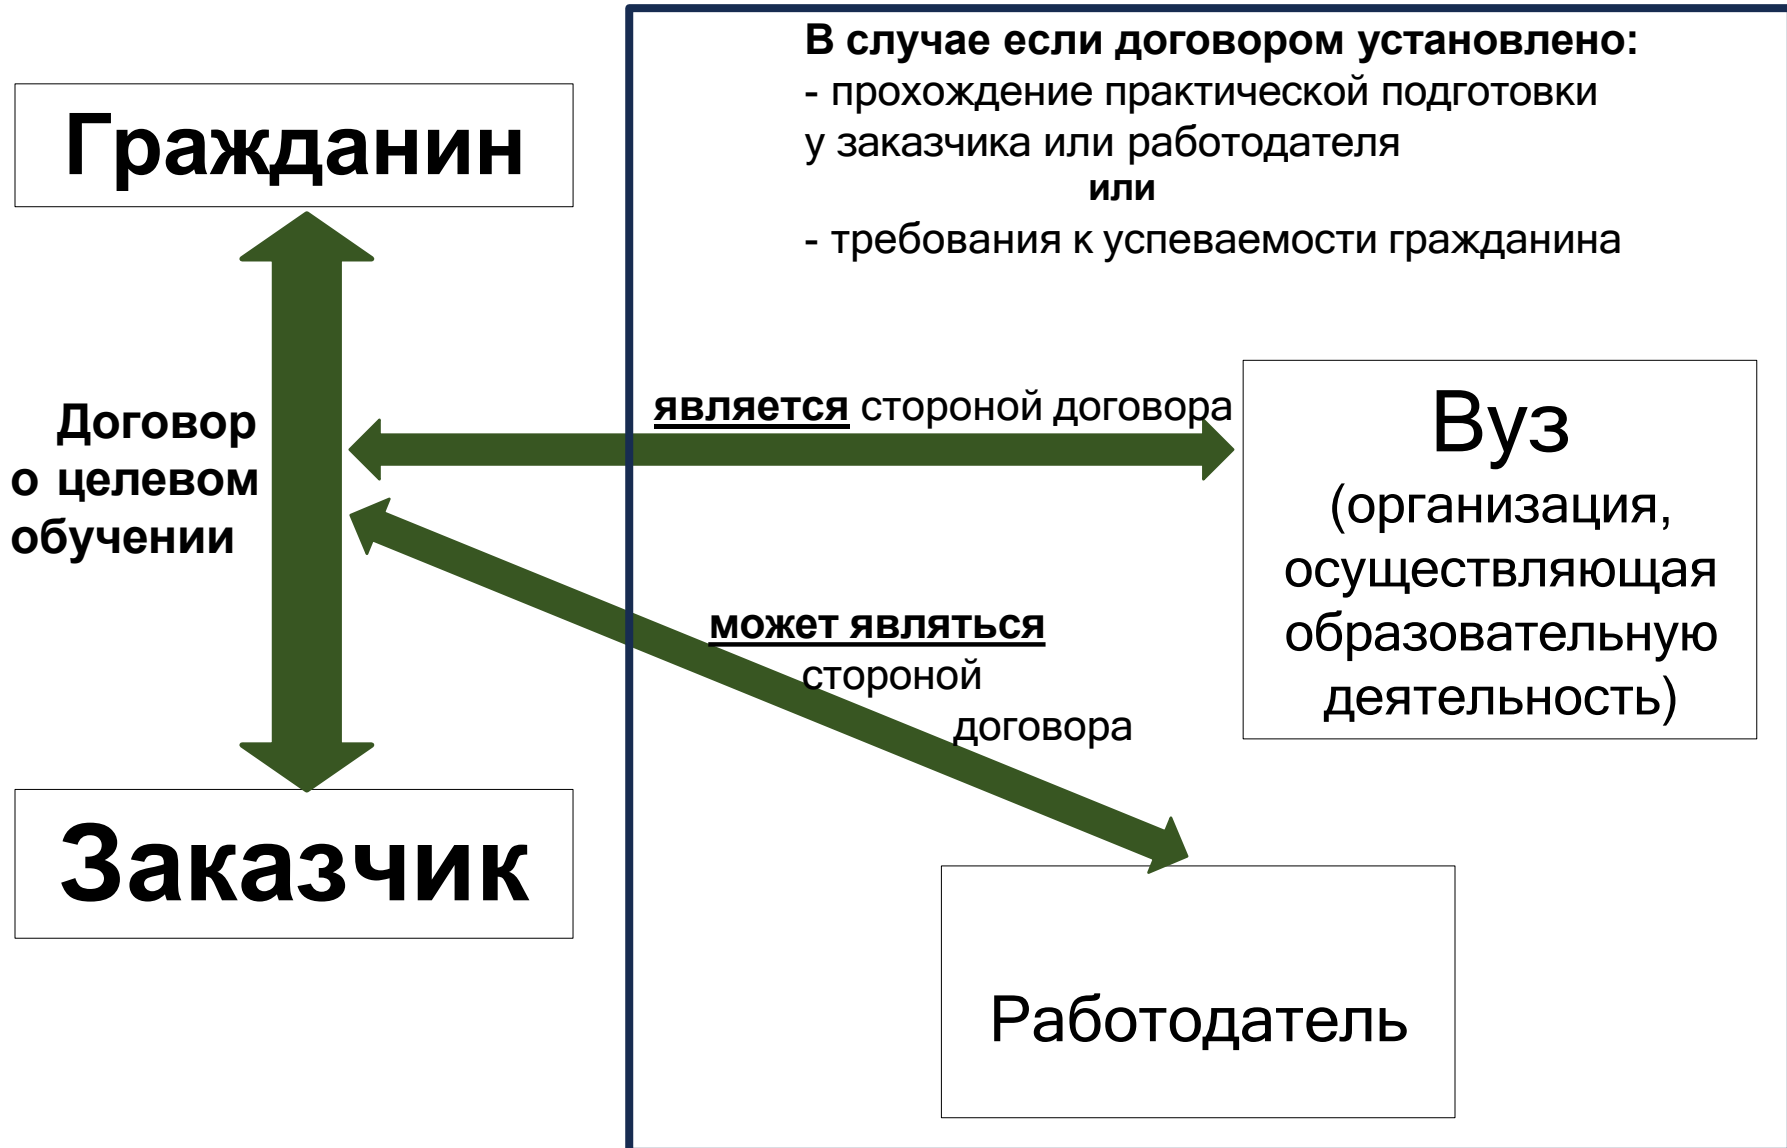 Гражданин
Договор
о целевом
обучении
Заказчик
В случае если договором установлено:
- прохождение практической подготовки
у заказчика или работодателя
или
- требования к успеваемости гражданина
является стороной договора
Вуз
(организация,
осуществляющая
образовательную
деятельность)
может являться
стороной
договора
Работодатель